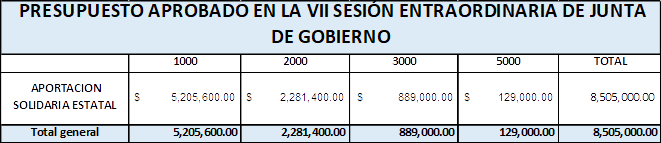 PRESUPUESTO APROBADO EN LA VII SESIÓN ENTRAORDINARIA DE JUNTA
DE GOBIERNO
1000 2000 3000 5000 TOTAL
APORTACION
SOLIDARIA ESTATAL $ 5,205,600.00 $ 2,281,400.00 $ 889,000.00 $ 129,000.00 8,505,000.00
Total general 5,205,600.00 2,281,400.00 889,000.00 129,000.00 8,505,000.00